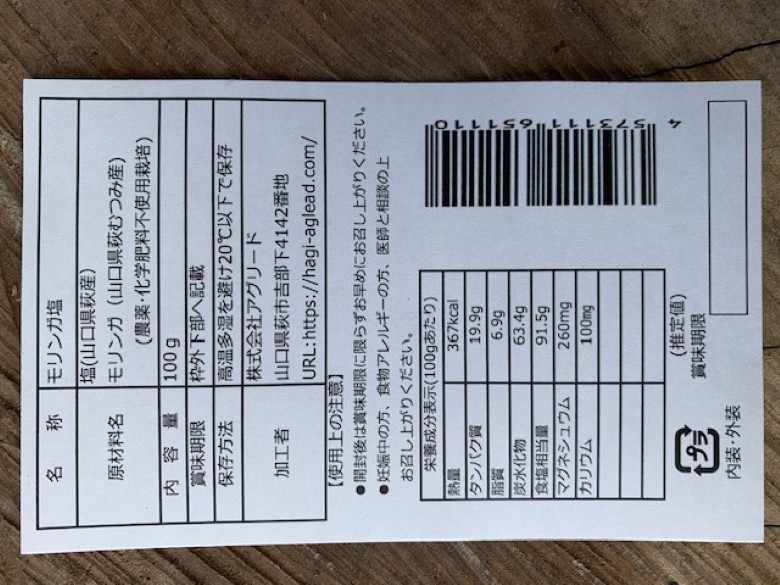 名 称 モリンガ塩
原材料名 塩(山口県萩産)
モリンガ（山口県萩むつみ産）
(農薬・化学肥料不使用栽培)
内 容 量 100ｇ
賞味期限 枠外下部へ記載
保存方法 高温多湿を避け20℃以下で保存
加工者 株式会社アグリード
山口県萩市吉部下4142番地
URL:https://hagi-aglead.com/
【使用上の注意】
●開封後は賞味期限に限らずお早めにお召し上がりください。
●妊娠中の方、食物アレルギーの方、医師と相談の上
お召し上がりください。
栄養成分表示(100gあたり)
熱量 367kcal
タンパク質 19.9g
脂質 6.9g
炭水化物 63.4g
食塩相当量 91.5g
マグネシュウム 260mg
カリウム 100mg
(推定値)
4 573111 651110
プラ
内装・外装
賞味期限